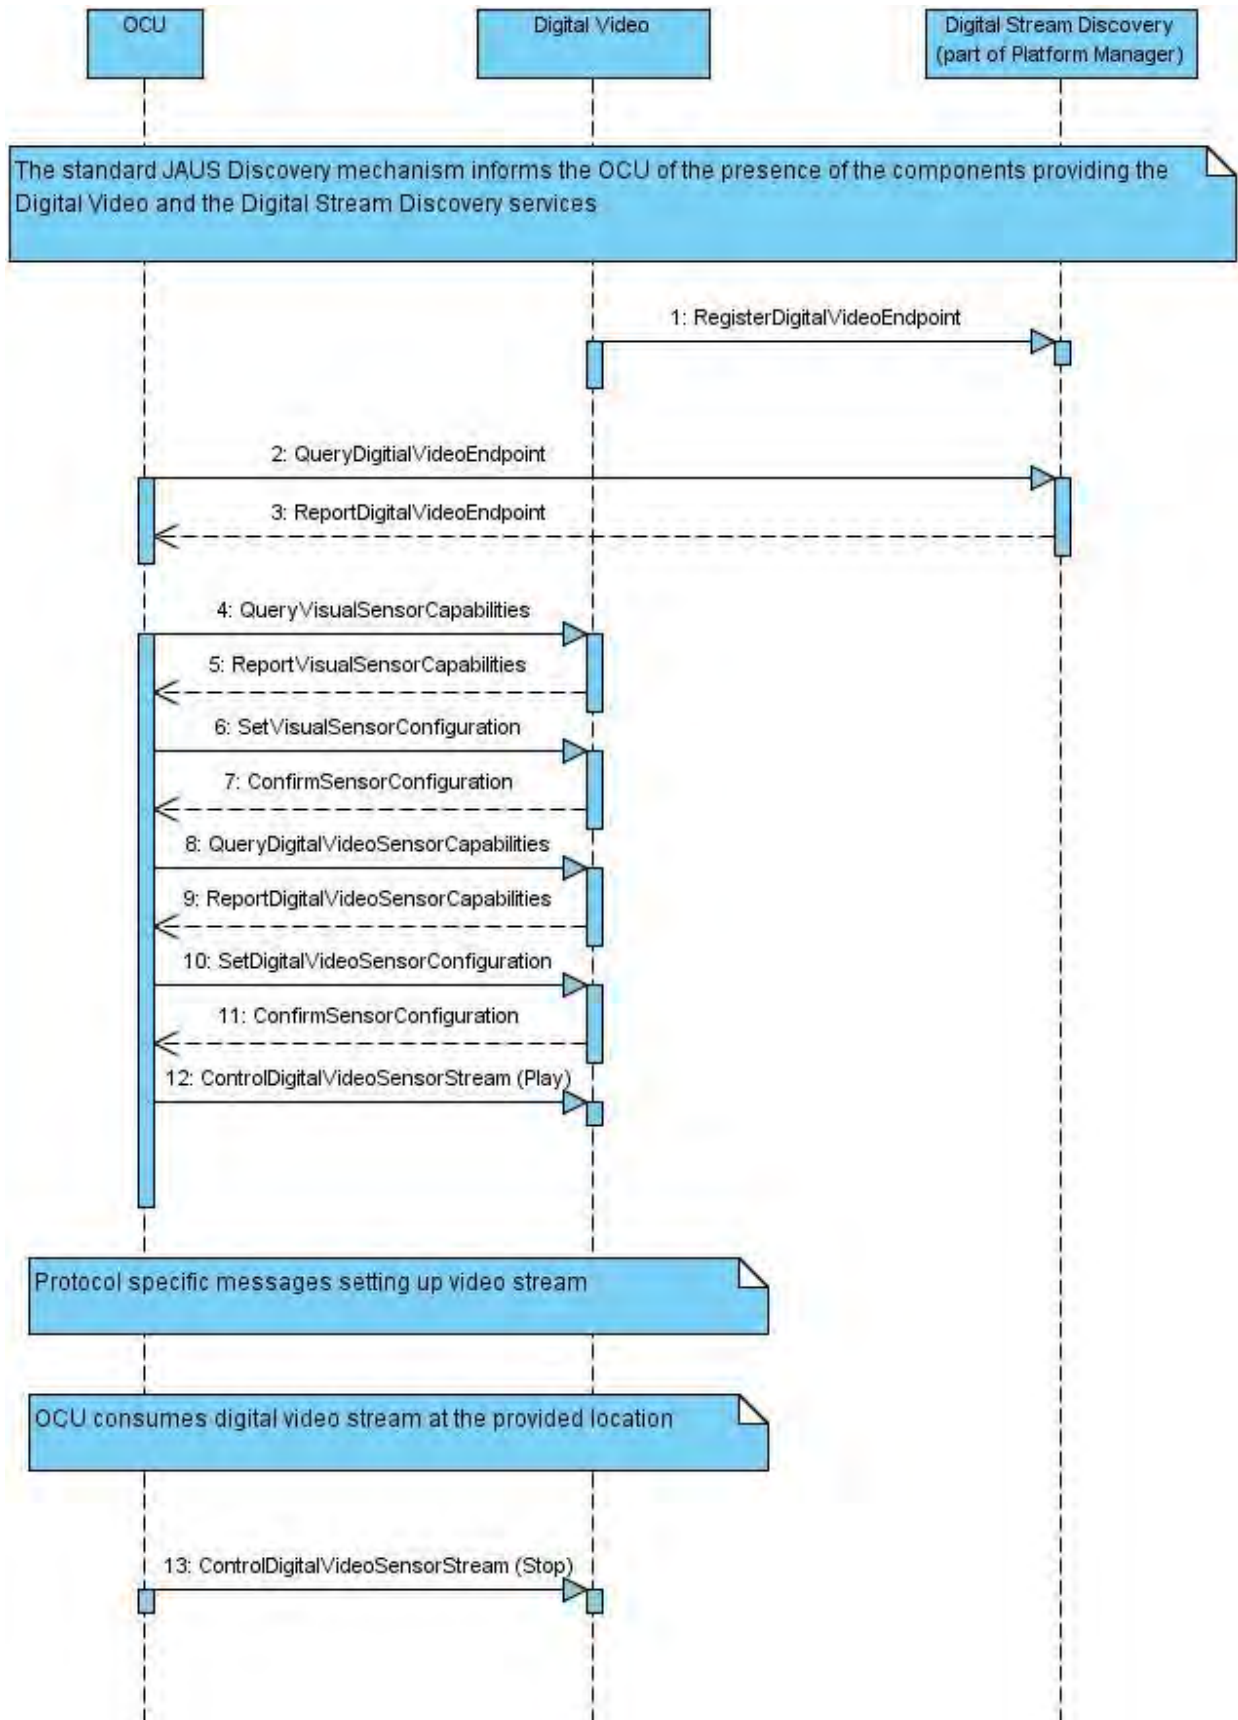 OCU
Digital Video
Digital Stream Discovery
(part of Platform Manager)
The standard JAUS Discovery mechanism informs the OCU of the presence of the components providing the
Digital Video and the Digital Stream Discovery services
1: RegisterDigitalVideoEndpoint
2: QueryDigitialVideoEndpoint
3: ReportDigitalVideoEndpoint
4: QueryVisualSensorCapabilities
5: ReportVisualSensorCapabilities
6: SetVisualSensorConfiguration
7: ConfirmSensorConfiguration
8: QueryDigitalVideoSensorCapabilities
9: ReportDigitalVideoSensorCapabilities
10: SetDigitalVideoSensorConfiguration
11: ConfirmSensorConfiguration
12: ControlDigitalVideoSensorStream (Play)
Protocol specific messages setting up video stream
OCU consumes digital video stream at the provided location
13: ControlDigitalVideoSensorStream (Stop)